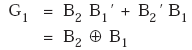 G₁ = B₂ B₁′ + B₂′ B₁
= B₂ ⊕ B₁